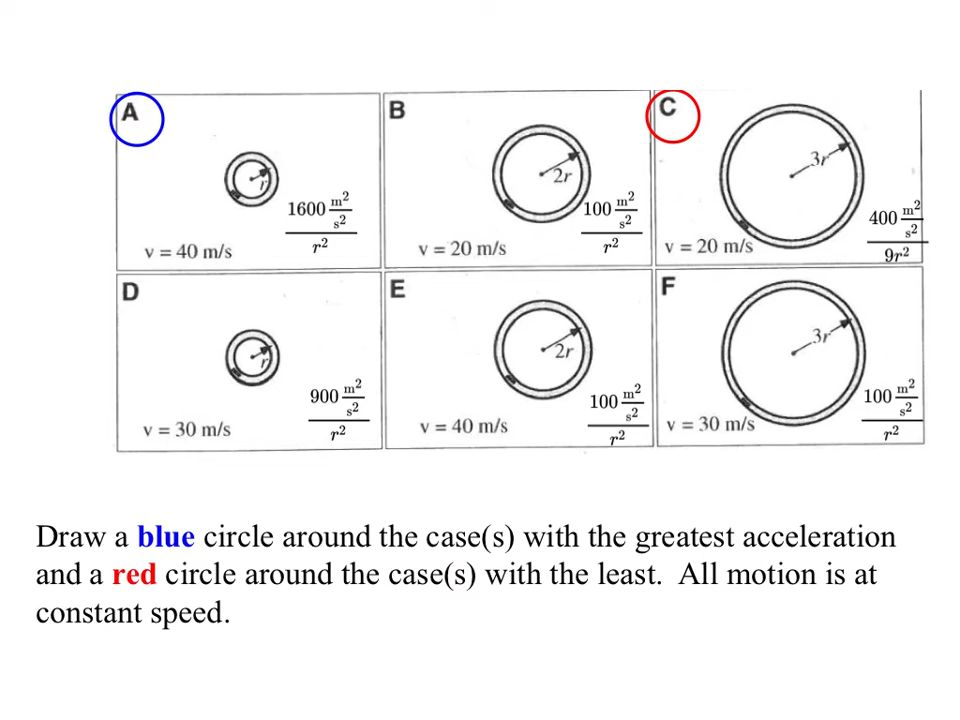 A
r
1600 m²/s²
r²
v = 40 m/s
B
2r
100 m²/s²
r²
v = 20 m/s
C
3r
400 m²/s²
9r²
v = 20 m/s
D
r
900 m²/s²
r²
v = 30 m/s
E
2r
100 m²/s²
r²
v = 40 m/s
F
3r
100 m²/s²
r²
v = 30 m/s
Draw a blue circle around the case(s) with the greatest acceleration
and a red circle around the case(s) with the least.  All motion is at
constant speed.